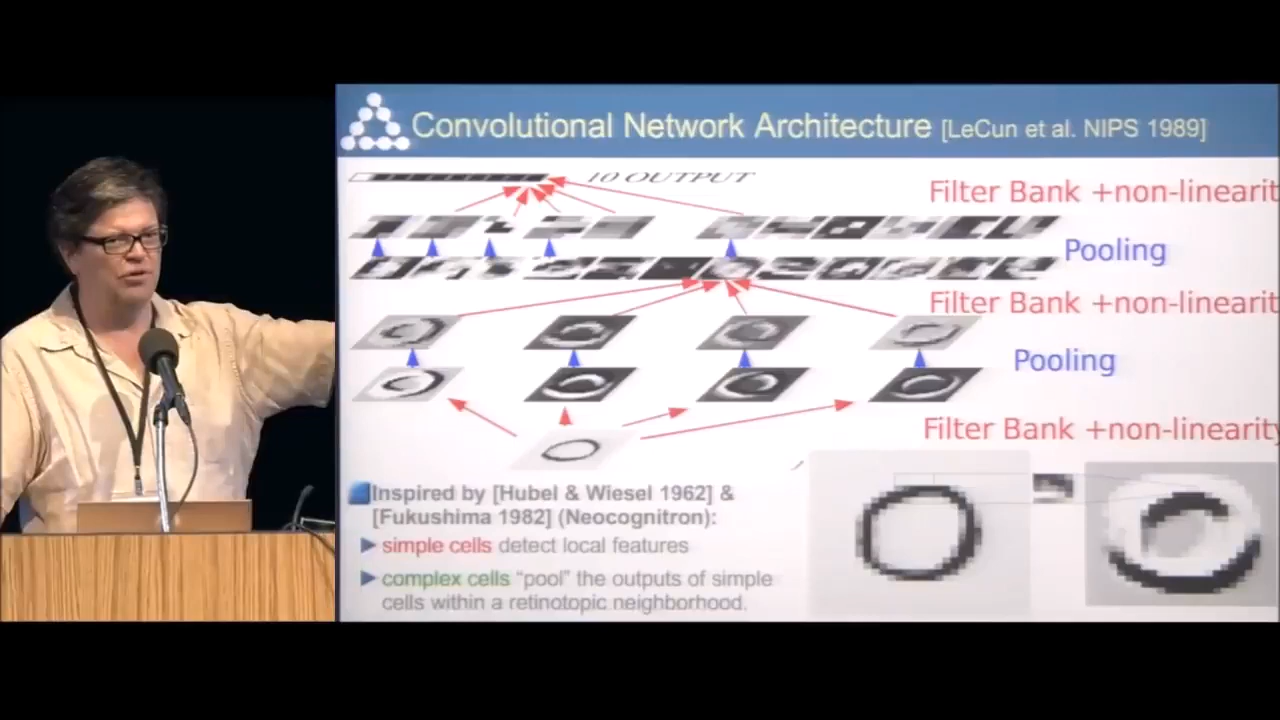 Convolutional Network Architecture [LeCun et al. NIPS 1989]
10 OUTPUT
Filter Bank +non-linearit
Pooling
Filter Bank +non-linearit
Pooling
Filter Bank +non-linearity
Inspired by [Hubel & Wiesel 1962] &
[Fukushima 1982] (Neocognitron):
simple cells detect local features
complex cells “pool” the outputs of simple
cells within a retinotopic neighborhood.